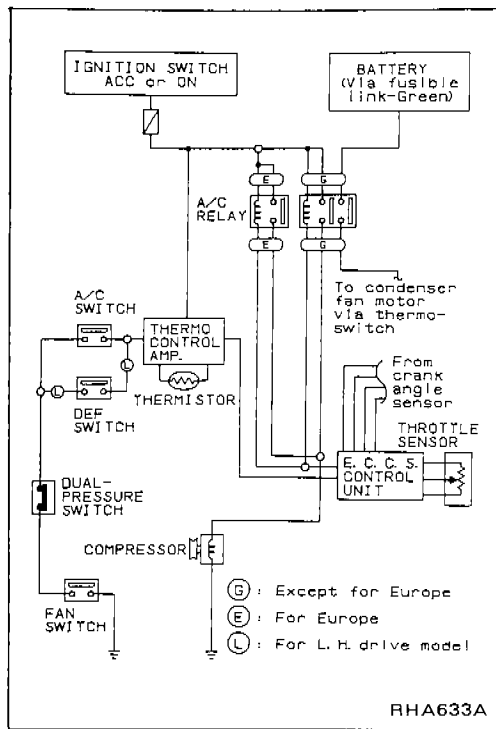 IGNITION SWITCH
ACC or ON
BATTERY
(Via fusible
link-Green)
E
G
A/C
RELAY
E
G
To condenser
fan motor
via thermo-
switch
A/C
SWITCH
THERMO
CONTROL
AMP.
L
L
THERMISTOR
DEF
SWITCH
From
crank
angle
sensor
THROTTLE
SENSOR
E. C. C. S.
CONTROL
UNIT
DUAL-
PRESSURE
SWITCH
COMPRESSOR
FAN
SWITCH
G : Except for Europe
E : For Europe
L : For L. H. drive model
RHA633A